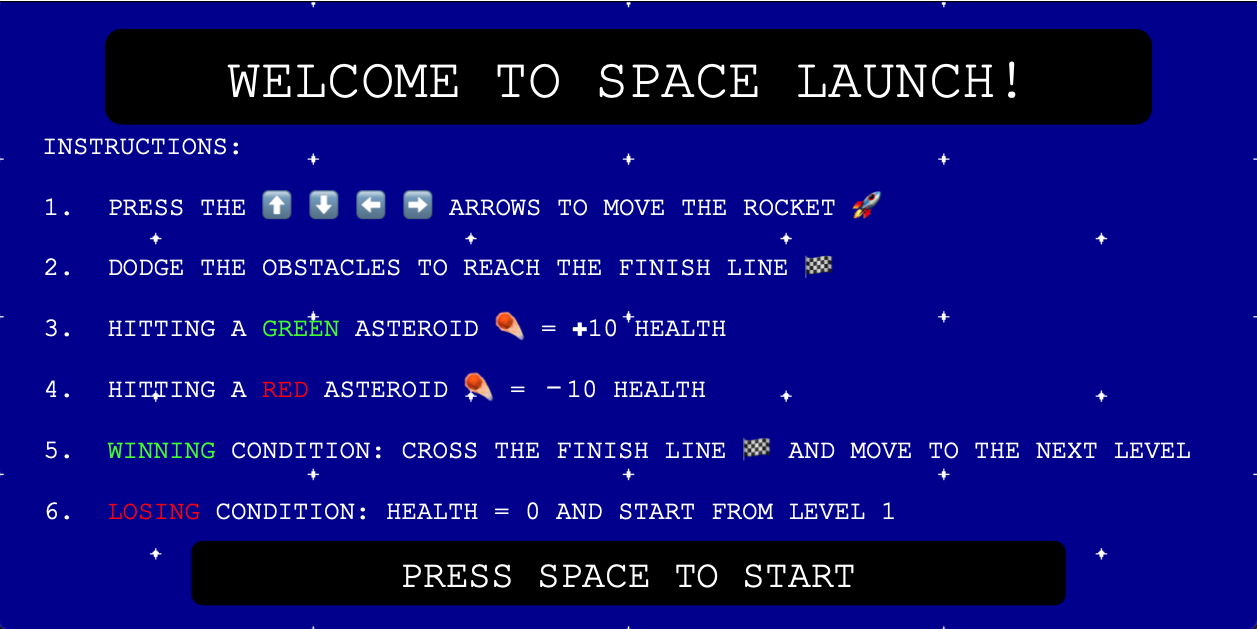 WELCOME TO SPACE LAUNCH!
INSTRUCTIONS:
1. PRESS THE ⬆️ ⬇️ ⬅️ ➡️ ARROWS TO MOVE THE ROCKET 🚀
2. DODGE THE OBSTACLES TO REACH THE FINISH LINE 🏁
3. HITTING A GREEN ASTEROID ☄️ = +10 HEALTH
4. HITTING A RED ASTEROID ☄️ = −10 HEALTH
5. WINNING CONDITION: CROSS THE FINISH LINE 🏁 AND MOVE TO THE NEXT LEVEL
6. LOSING CONDITION: HEALTH = 0 AND START FROM LEVEL 1
PRESS SPACE TO START